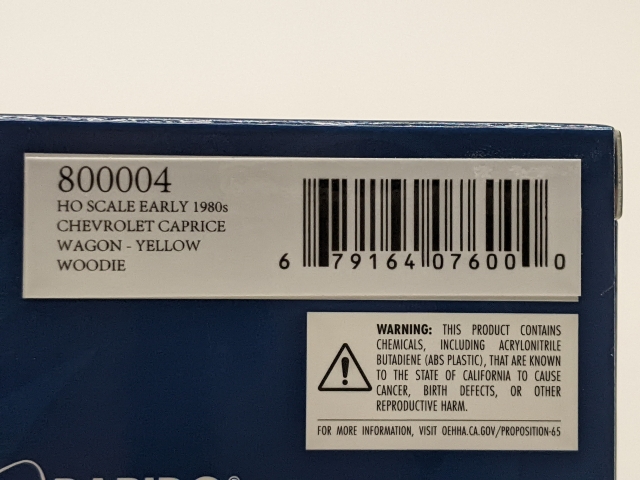 800004
HO SCALE EARLY 1980s
CHEVROLET CAPRICE
WAGON - YELLOW
WOODIE
6 79164 07600 0
WARNING: THIS PRODUCT CONTAINS
CHEMICALS, INCLUDING ACRYLONITRILE
BUTADIENE (ABS PLASTIC), THAT ARE KNOWN
TO THE STATE OF CALIFORNIA TO CAUSE
CANCER, BIRTH DEFECTS, OR OTHER
REPRODUCTIVE HARM.
FOR MORE INFORMATION, VISIT OEHHA.CA.GOV/PROPOSITION-65